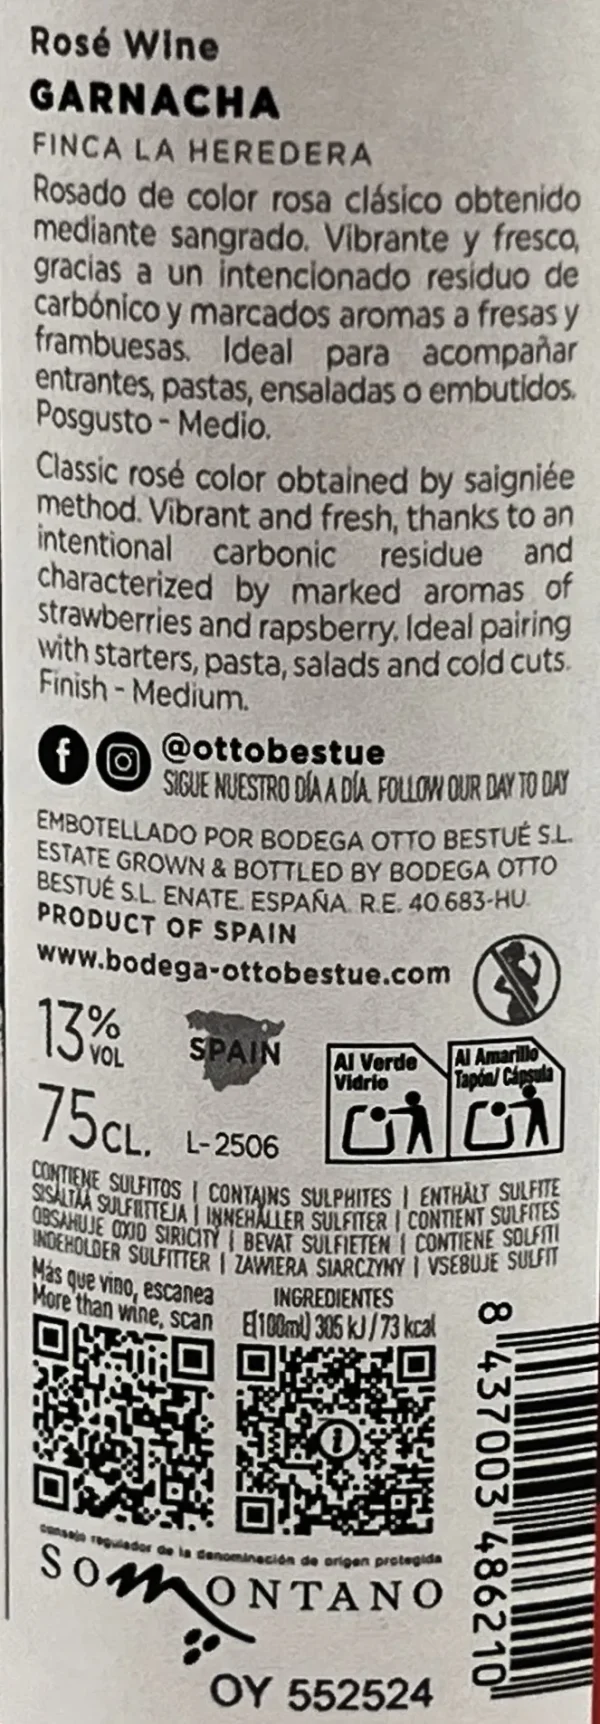 Rosé Wine
GARNACHA
FINCA LA HEREDERA
Rosado de color rosa clásico obtenido
mediante sangrado. Vibrante y fresco,
gracias a un intencionado residuo de
carbónico y marcados aromas a fresas y
frambuesas. Ideal para acompañar
entrantes, pastas, ensaladas o embutidos.
Posgusto - Medio.
Classic rosé color obtained by saigniée
method. Vibrant and fresh, thanks to an
intentional carbonic residue and
characterized by marked aromas of
strawberries and rapsberry. Ideal pairing
with starters, pasta, salads and cold cuts.
Finish - Medium.
@ottobestue
SIGUE NUESTRO DÍA A DÍA. FOLLOW OUR DAY TO DAY
EMBOTELLADO POR BODEGA OTTO BESTUÉ S.L.
ESTATE GROWN & BOTTLED BY BODEGA OTTO
BESTUÉ S.L. ENATE. ESPAÑA. R.E. 40.683-HU.
PRODUCT OF SPAIN
www.bodega-ottobestue.com
13% VOL
SPAIN
Al Verde
Vidrio
Al Amarillo
Tapón/ Cápsula
75CL.
L-2506
CONTIENE SULFITOS | CONTAINS SULPHITES | ENTHÄLT SULFITE
SISÄLTÄÄ SULFIITTEJA | INNEHÅLLER SULFITER | CONTIENT SULFITES
OBSAHUJE OXID SIRICITÝ | BEVAT SULFIETEN | CONTIENE SOLFITI
INDEHOLDER SULFITTER | ZAWIERA SIARCZYNY | VSEBUJE SULFIT
Más que vino, escanea
More than wine, scan
INGREDIENTES
E(100ml) 305 kJ / 73 kcal
8 437003 486210
consejo regulador de la denominación de origen protegida
SOMONTANO
OY 552524